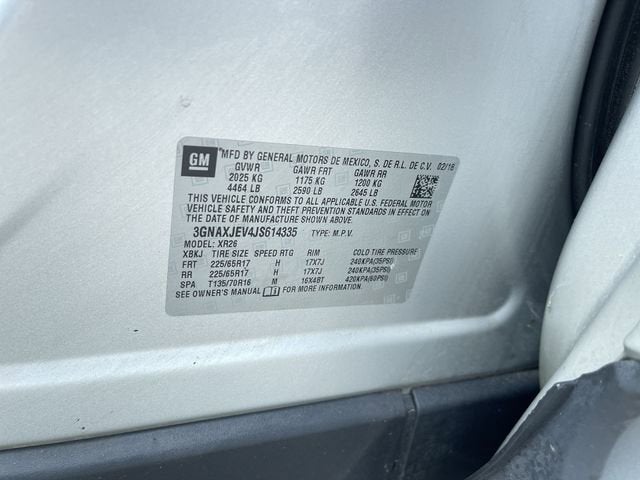 GM
MFD BY GENERAL MOTORS DE MEXICO, S. DE R.L. DE C.V. 02/18
GVWR GAWR FRT GAWR RR
2025 KG 1175 KG 1200 KG
4464 LB 2590 LB 2645 LB
THIS VEHICLE CONFORMS TO ALL APPLICABLE U.S. FEDERAL MOTOR
VEHICLE SAFETY AND THEFT PREVENTION STANDARDS IN EFFECT ON
THE DATE OF MANUFACTURE SHOWN ABOVE.
3GNAXJEV4JS614335 TYPE: M.P.V.
MODEL: XR26
XBKJ TIRE SIZE SPEED RTG RIM COLD TIRE PRESSURE
FRT 225/65R17 H 17X7J 240KPA(35PSI)
RR 225/65R17 H 17X7J 240KPA(35PSI)
SPA T135/70R16 M 16X4BT 420KPA(60PSI)
SEE OWNER'S MANUAL FOR MORE INFORMATION.